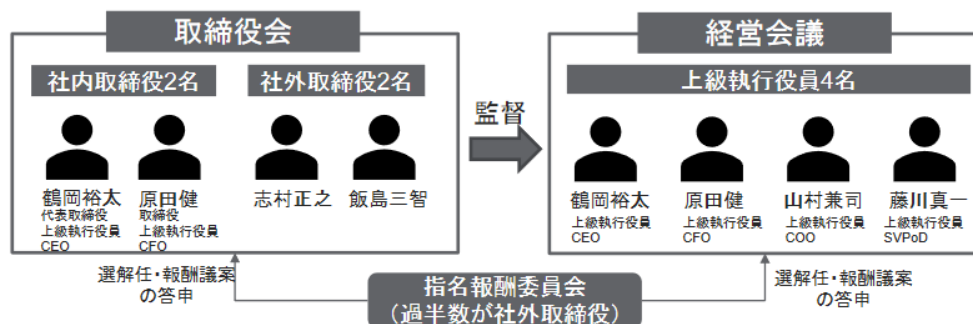 取締役会
社内取締役2名
社外取締役2名
鶴岡裕太
代表取締役
上級執行役員
CEO
原田健
取締役
上級執行役員
CFO
志村正之
飯島三智
監督
経営会議
上級執行役員4名
鶴岡裕太
上級執行役員
CEO
原田健
上級執行役員
CFO
山村兼司
上級執行役員
COO
藤川真一
上級執行役員
SVPoD
選解任・報酬議案
の答申
指名報酬委員会
（過半数が社外取締役）
選解任・報酬議案
の答申